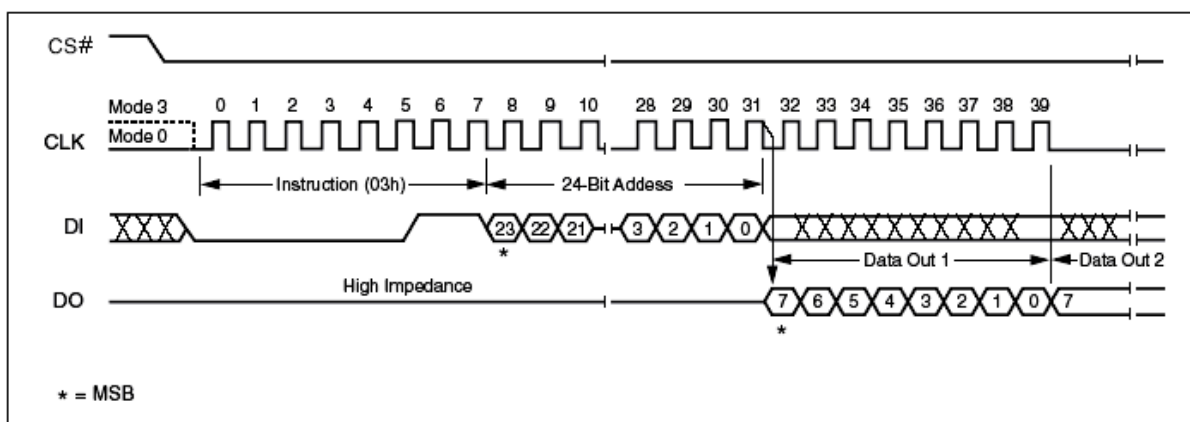 CS#
Mode 3 0 1 2 3 4 5 6 7 8 9 10 28 29 30 31 32 33 34 35 36 37 38 39
CLK Mode 0
Instruction (03h) 24-Bit Addess
DI 23 22 21 3 2 1 0
* Data Out 1 Data Out 2
High Impedance
DO 7 6 5 4 3 2 1 0 7
*
* = MSB